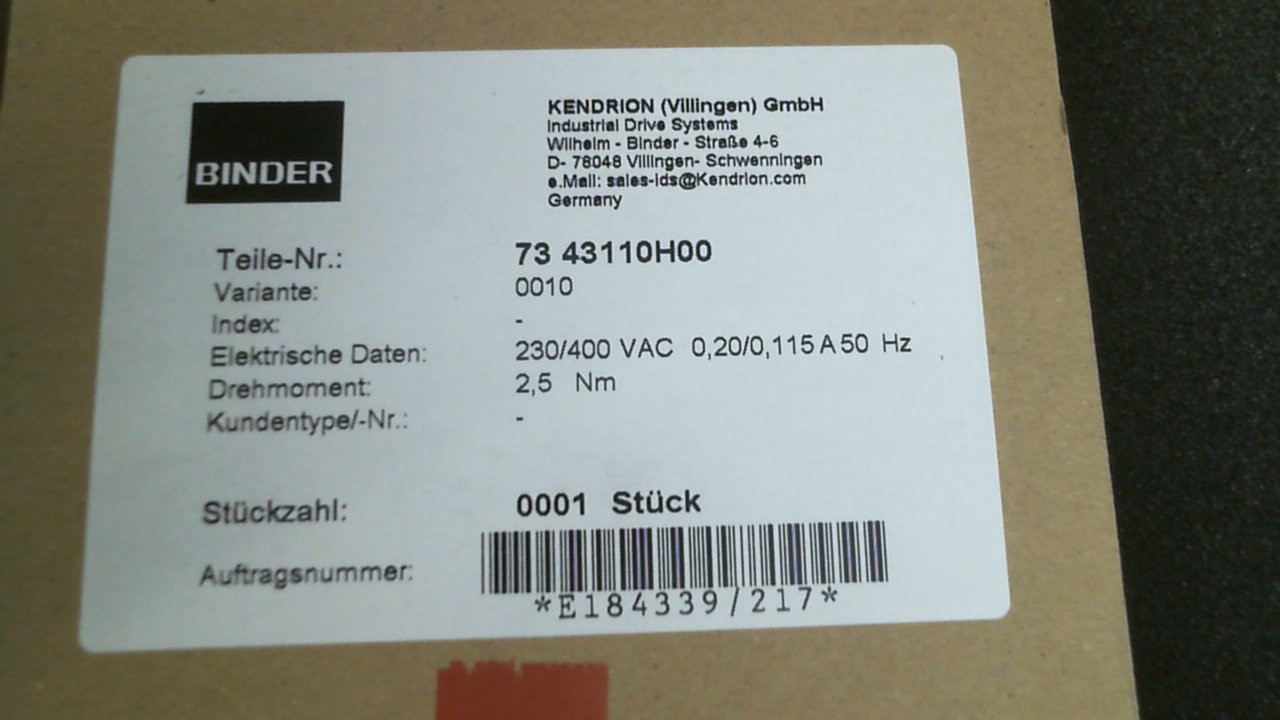 BINDER
KENDRION (Villingen) GmbH
Industrial Drive Systems
Wilhelm - Binder - Straße 4-6
D- 78048 Villingen- Schwenningen
e.Mail: sales-ids@Kendrion.com
Germany
Teile-Nr.: 73 43110H00
Variante: 0010
Index: -
Elektrische Daten: 230/400 VAC 0,20/0,115 A 50 Hz
Drehmoment: 2,5 Nm
Kundentype/-Nr.: -
Stückzahl: 0001 Stück
Auftragsnummer:
*E184339/217*